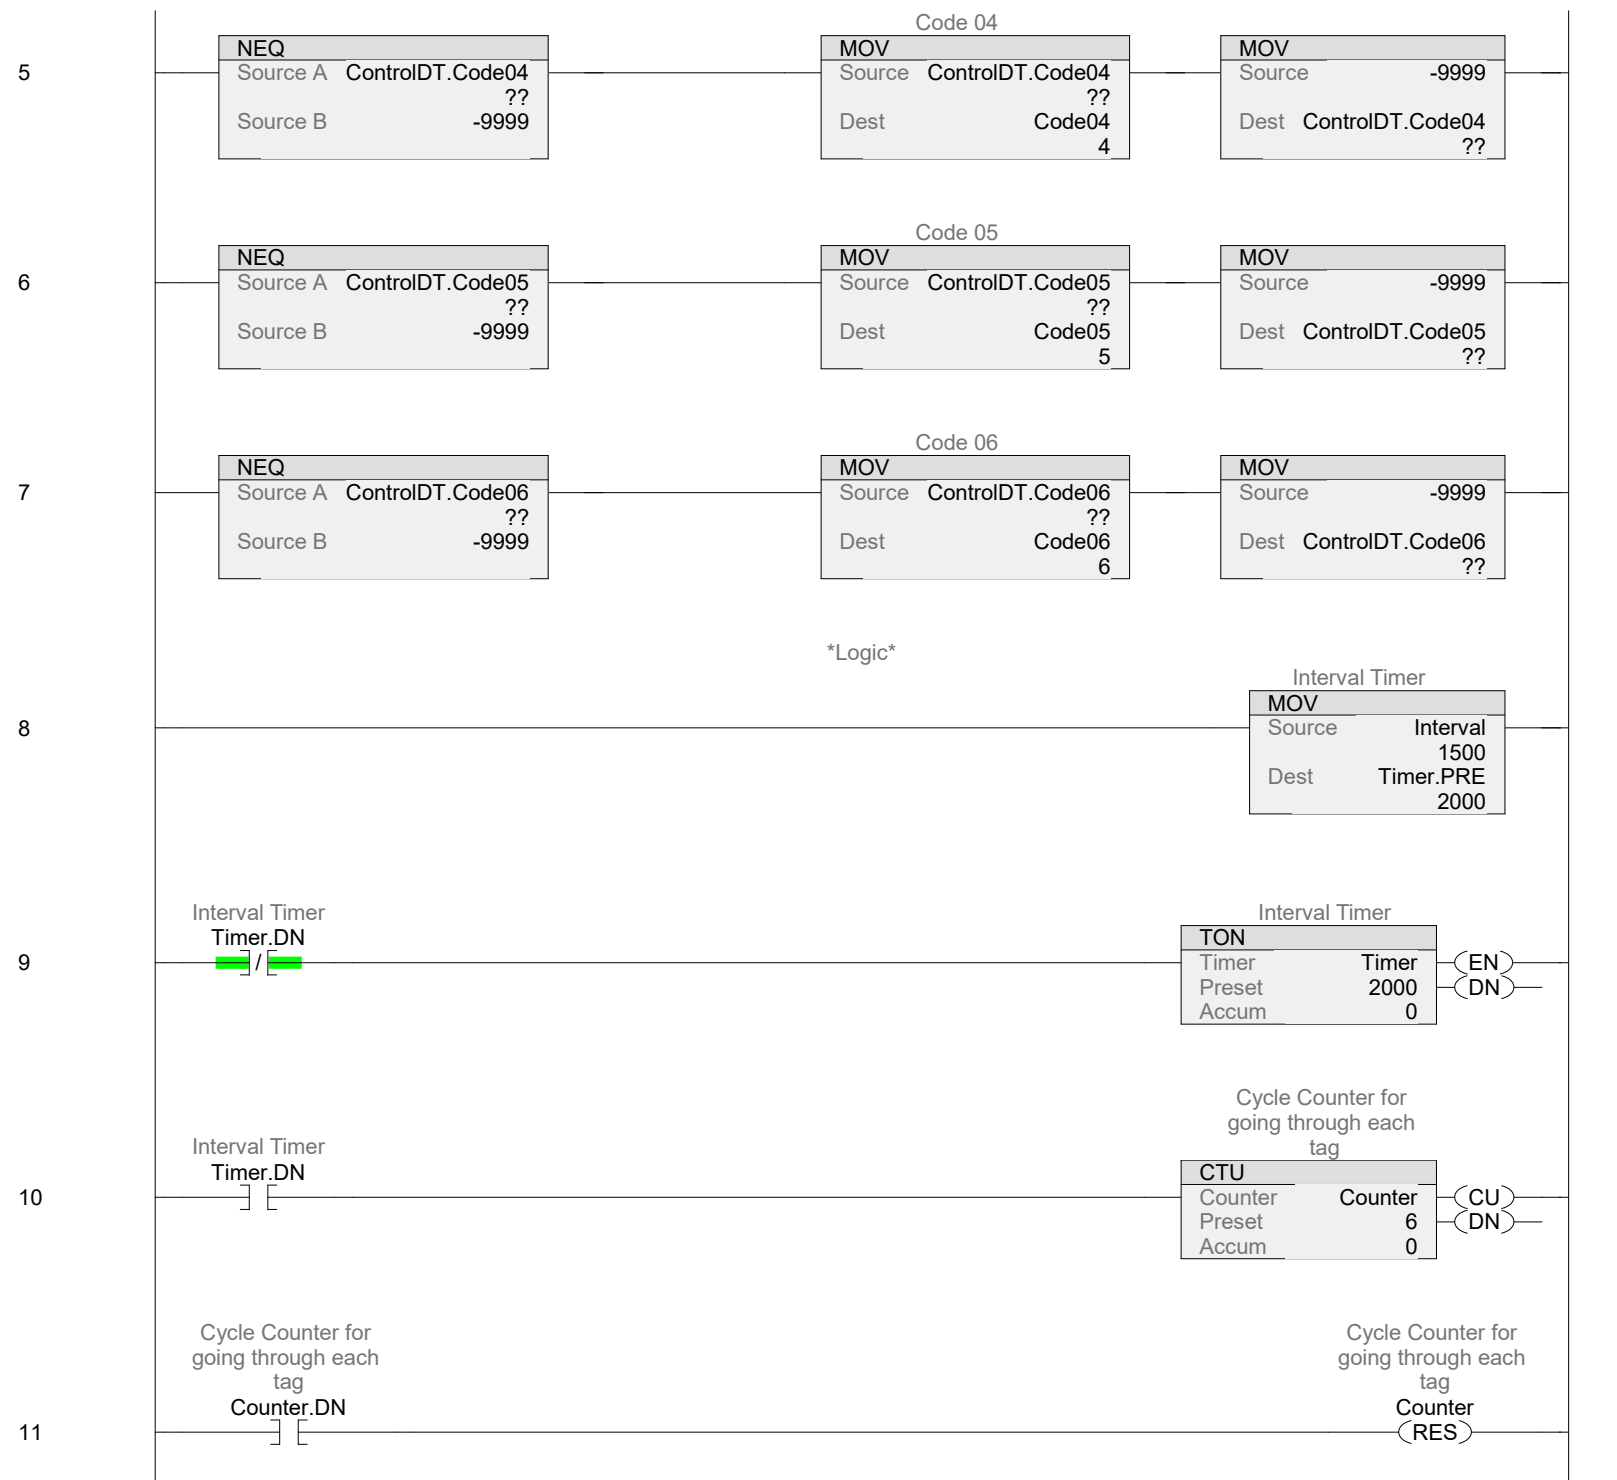 Code 04
NEQ
MOV
MOV
5
Source A ControlDT.Code04
Source ControlDT.Code04
Source -9999
??
??
Source B -9999
Dest Code04
Dest ControlDT.Code04
4
??
Code 05
NEQ
MOV
MOV
6
Source A ControlDT.Code05
Source ControlDT.Code05
Source -9999
??
??
Source B -9999
Dest Code05
Dest ControlDT.Code05
5
??
Code 06
NEQ
MOV
MOV
7
Source A ControlDT.Code06
Source ControlDT.Code06
Source -9999
??
??
Source B -9999
Dest Code06
Dest ControlDT.Code06
6
??
*Logic*
Interval Timer
MOV
8
Source Interval
1500
Dest Timer.PRE
2000
Interval Timer
Timer.DN
9
/
Interval Timer
TON
Timer Timer
Preset 2000
Accum 0
EN
DN
Interval Timer
Timer.DN
10
Cycle Counter for
going through each
tag
CTU
Counter Counter
Preset 6
Accum 0
CU
DN
Cycle Counter for
going through each
tag
Counter.DN
11
Cycle Counter for
going through each
tag
Counter
RES